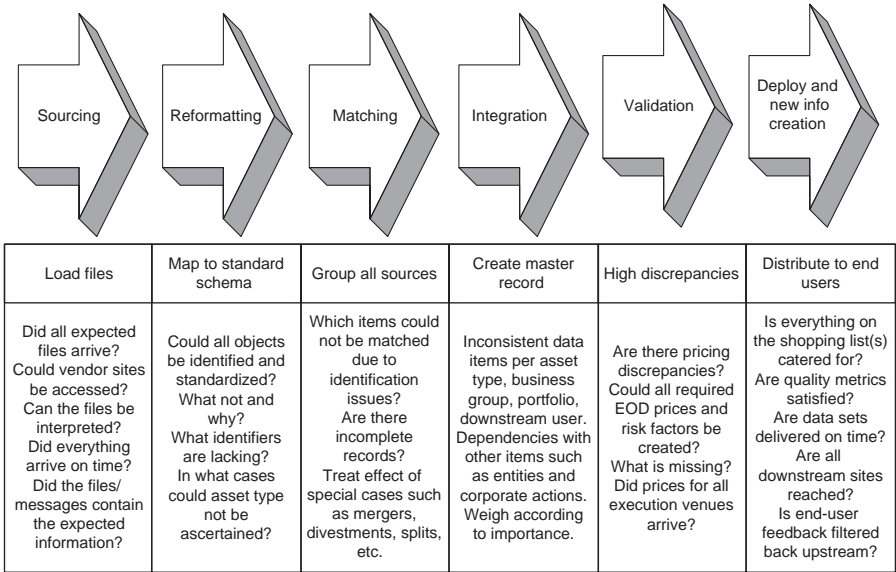 Sourcing
Reformatting
Matching
Integration
Validation
Deploy and
new info
creation
Load files
Map to standard
schema
Group all sources
Create master
record
High discrepancies
Distribute to end
users
Did all expected
files arrive?
Could vendor sites
be accessed?
Can the files be
interpreted?
Did everything
arrive on time?
Did the files/
messages contain
the expected
information?
Could all objects
be identified and
standardized?
What not and
why?
What identifiers
are lacking?
In what cases
could asset type
not be
ascertained?
Which items could
not be matched
due to
identification
issues?
Are there
incomplete
records?
Treat effect of
special cases such
as mergers,
divestments, splits,
etc.
Inconsistent data
items per asset
type, business
group, portfolio,
downstream user.
Dependencies with
other items such
as entities and
corporate actions.
Weigh according
to importance.
Are there pricing
discrepancies?
Could all required
EOD prices and
risk factors be
created?
What is missing?
Did prices for all
execution venues
arrive?
Is everything on
the shopping list(s)
catered for?
Are quality metrics
satisfied?
Are data sets
delivered on time?
Are all
downstream sites
reached?
Is end-user
feedback filtered
back upstream?